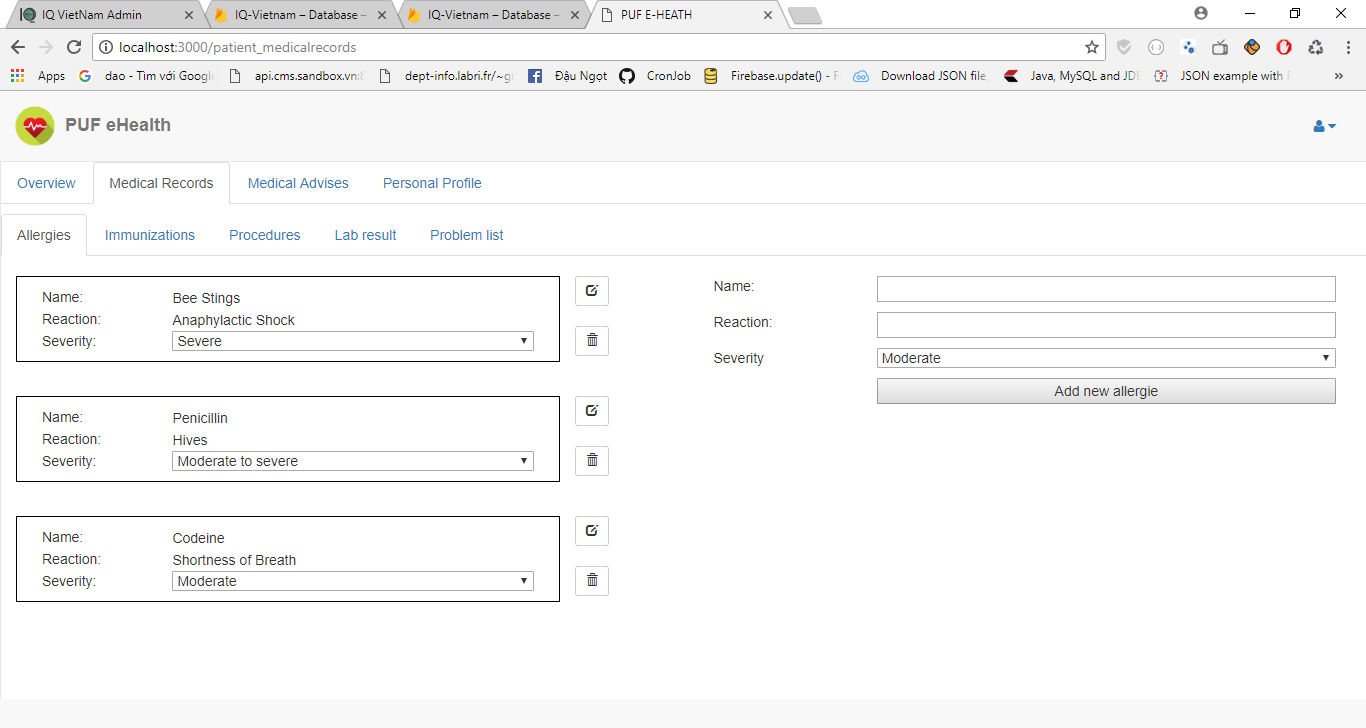 IQ VietNam Admin
IQ-Vietnam – Database –
IQ-Vietnam – Database –
PUF E-HEATH
localhost:3000/patient_medicalrecords
Apps
dao - Tìm với Googl
api.cms.sandbox.vn:8
dept-info.labri.fr/~gr
Đậu Ngọt
CronJob
Firebase.update() - F
Download JSON file,
Java, MySQL and JDB
JSON example with
PUF eHealth
Overview Medical Records Medical Advises Personal Profile
Allergies Immunizations Procedures Lab result Problem list
Name: Bee Stings
Reaction: Anaphylactic Shock
Severity: Severe
Name: Penicillin
Reaction: Hives
Severity: Moderate to severe
Name: Codeine
Reaction: Shortness of Breath
Severity: Moderate
Name:
Reaction:
Severity Moderate
Add new allergie